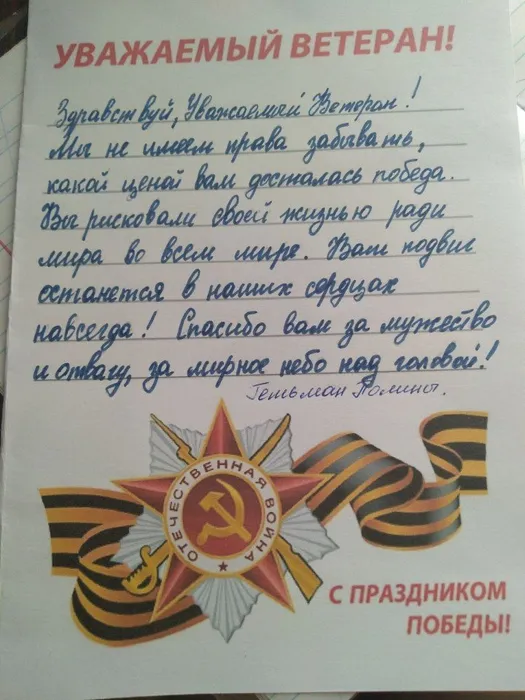 УВАЖАЕМЫЙ ВЕТЕРАН!
Здравствуй, Уважаемый Ветеран!
Мы не имеем права забывать,
какой ценой вам досталась победа.
Вы рисковали своей жизнью ради
мира во всем мире. Ваш подвиг
останется в наших сердцах
навсегда! Спасибо вам за мужество
и отвагу, за мирное небо над головой!
Гетьман Полины.
ОТЕЧЕСТВЕННАЯ ВОЙНА
С ПРАЗДНИКОМ
ПОБЕДЫ!